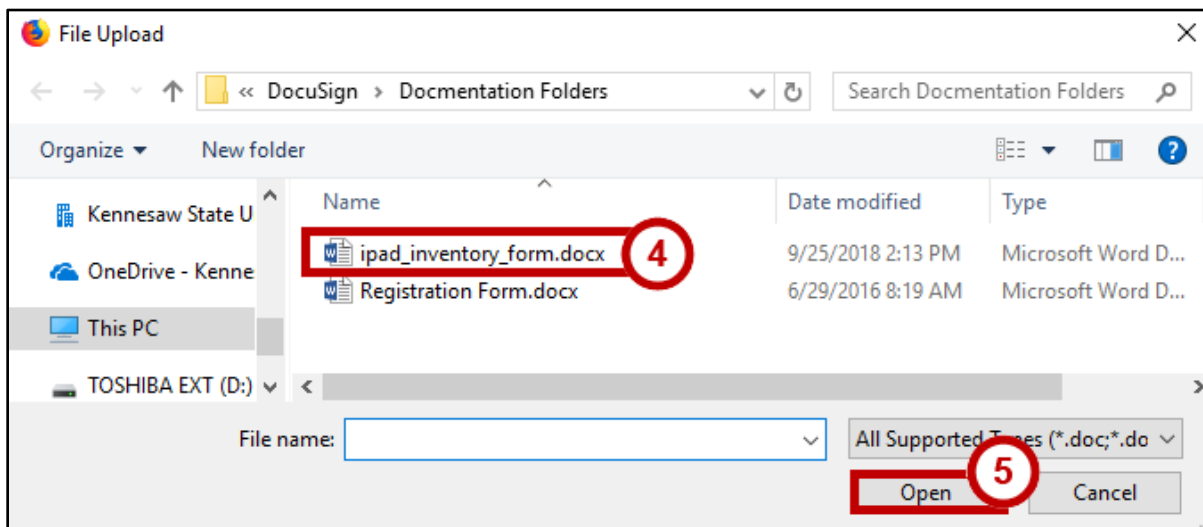 File Upload
« DocuSign > Docmentation Folders
Search Docmentation Folders
Organize
New folder
Name
Date modified
Type
Kennesaw State U
OneDrive - Kenne
This PC
TOSHIBA EXT (D:)
ipad_inventory_form.docx 4 9/25/2018 2:13 PM Microsoft Word D...
Registration Form.docx 6/29/2016 8:19 AM Microsoft Word D...
File name:
All Supported Types (*.doc;*.do
5
Open
Cancel